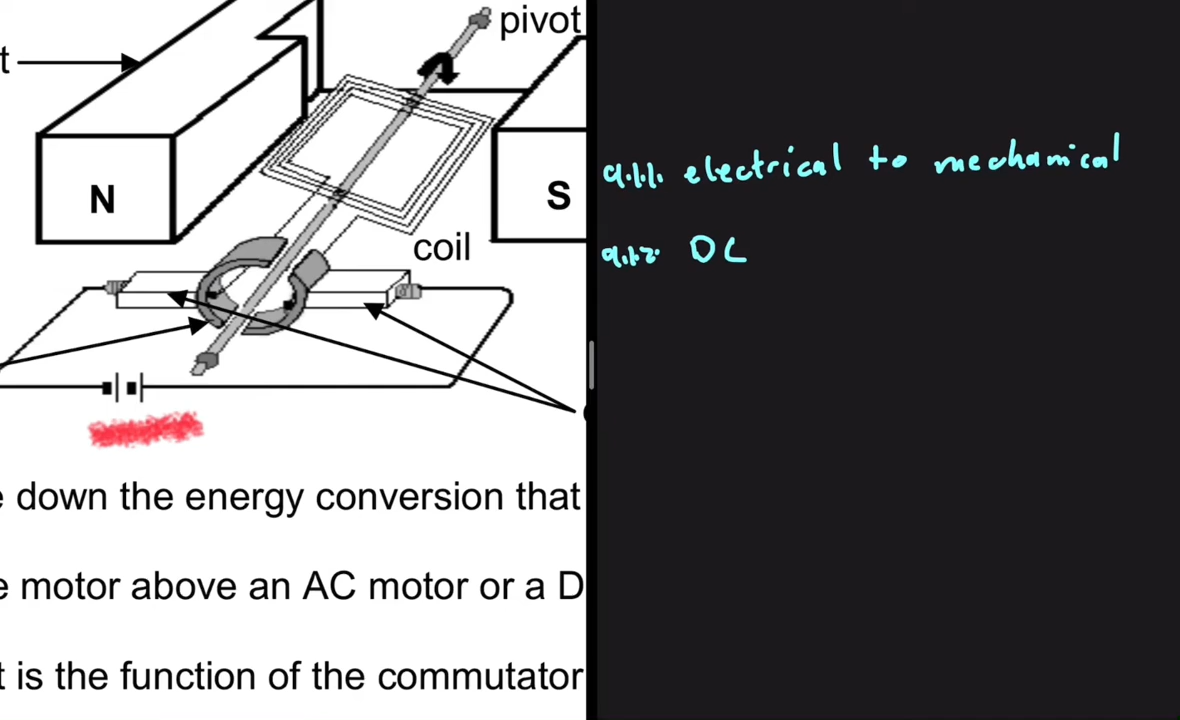 pivot
t
N
S
coil
e down the energy conversion that
e motor above an AC motor or a D
t is the function of the commutator
9.1.1. electrical to mechanical
9.1.2. DC